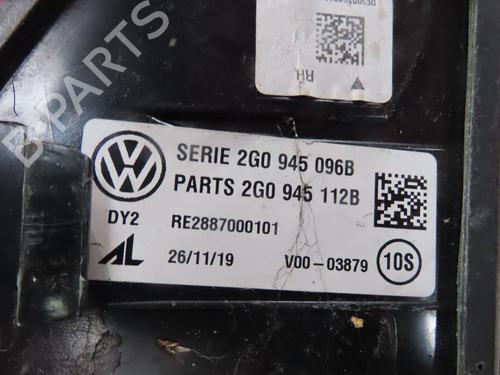 RH
SERIE 2G0 945 096B
PARTS 2G0 945 112B
DY2
RE2887000101
AL
26/11/19
V00-03879
10S
B-PARTS